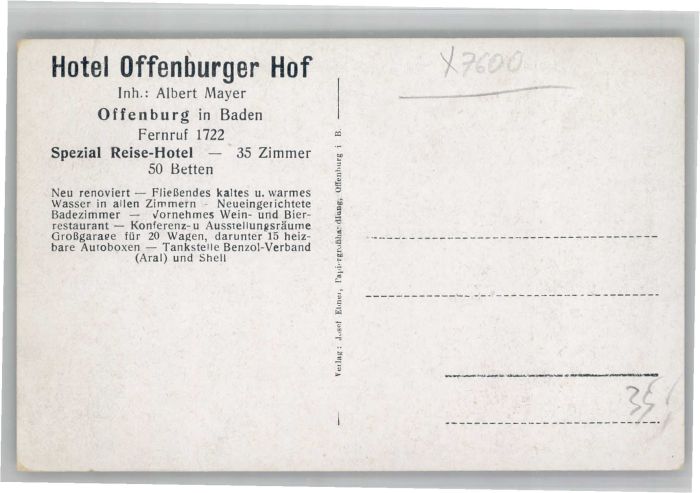 Hotel Offenburger Hof
Inh.: Albert Mayer
Offenburg in Baden
Fernruf 1722
Spezial Reise-Hotel — 35 Zimmer
50 Betten
Neu renoviert — Fließendes kaltes u. warmes
Wasser in allen Zimmern - Neueingerichtete
Badezimmer — Vornehmes Wein- und Bier-
restaurant — Konferenz-u Ausstellungsräume
Großgarage für 20 Wagen, darunter 15 heiz-
bare Autoboxen — Tankstelle Benzol-Verband
(Aral) und Shell
Verlag: Josef Ebner, Papiergroßhandlung, Offenburg i B.
X7600